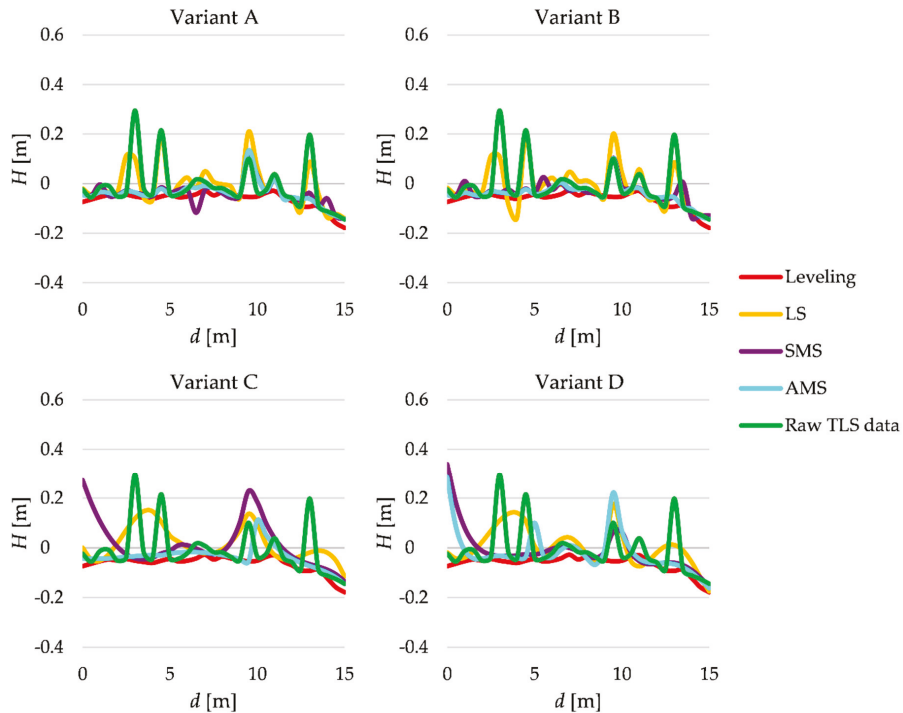 Variant A
0.6
0.4
0.2
0
-0.2
-0.4
H [m]
0 5 10 15
d [m]
Variant B
0.6
0.4
0.2
0
-0.2
-0.4
H [m]
0 5 10 15
d [m]
Variant C
0.6
0.4
0.2
0
-0.2
-0.4
H [m]
0 5 10 15
d [m]
Variant D
0.6
0.4
0.2
0
-0.2
-0.4
H [m]
0 5 10 15
d [m]
Leveling
LS
SMS
AMS
Raw TLS data